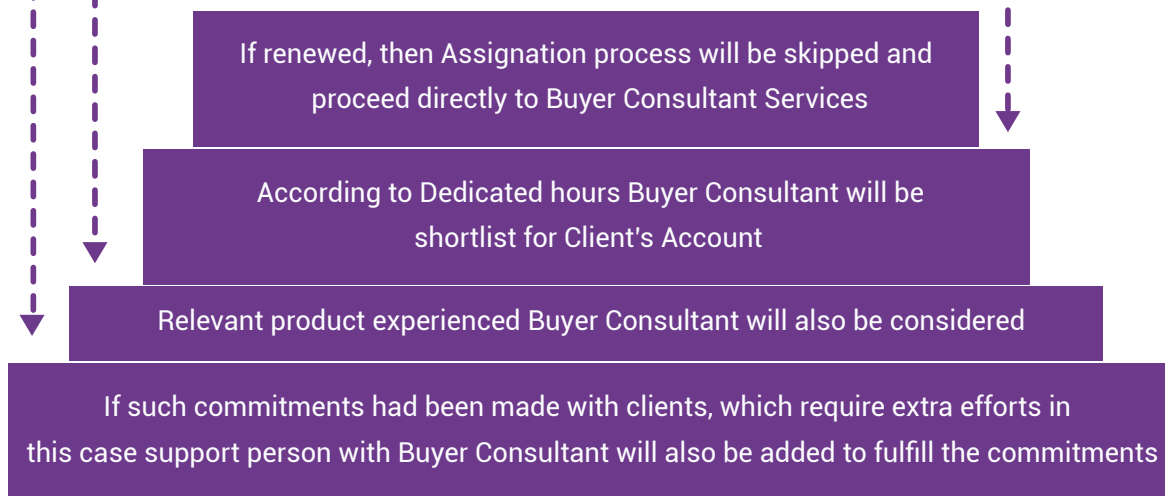 If renewed, then Assignation process will be skipped and
proceed directly to Buyer Consultant Services
According to Dedicated hours Buyer Consultant will be
shortlist for Client's Account
Relevant product experienced Buyer Consultant will also be considered
If such commitments had been made with clients, which require extra efforts in
this case support person with Buyer Consultant will also be added to fulfill the commitments